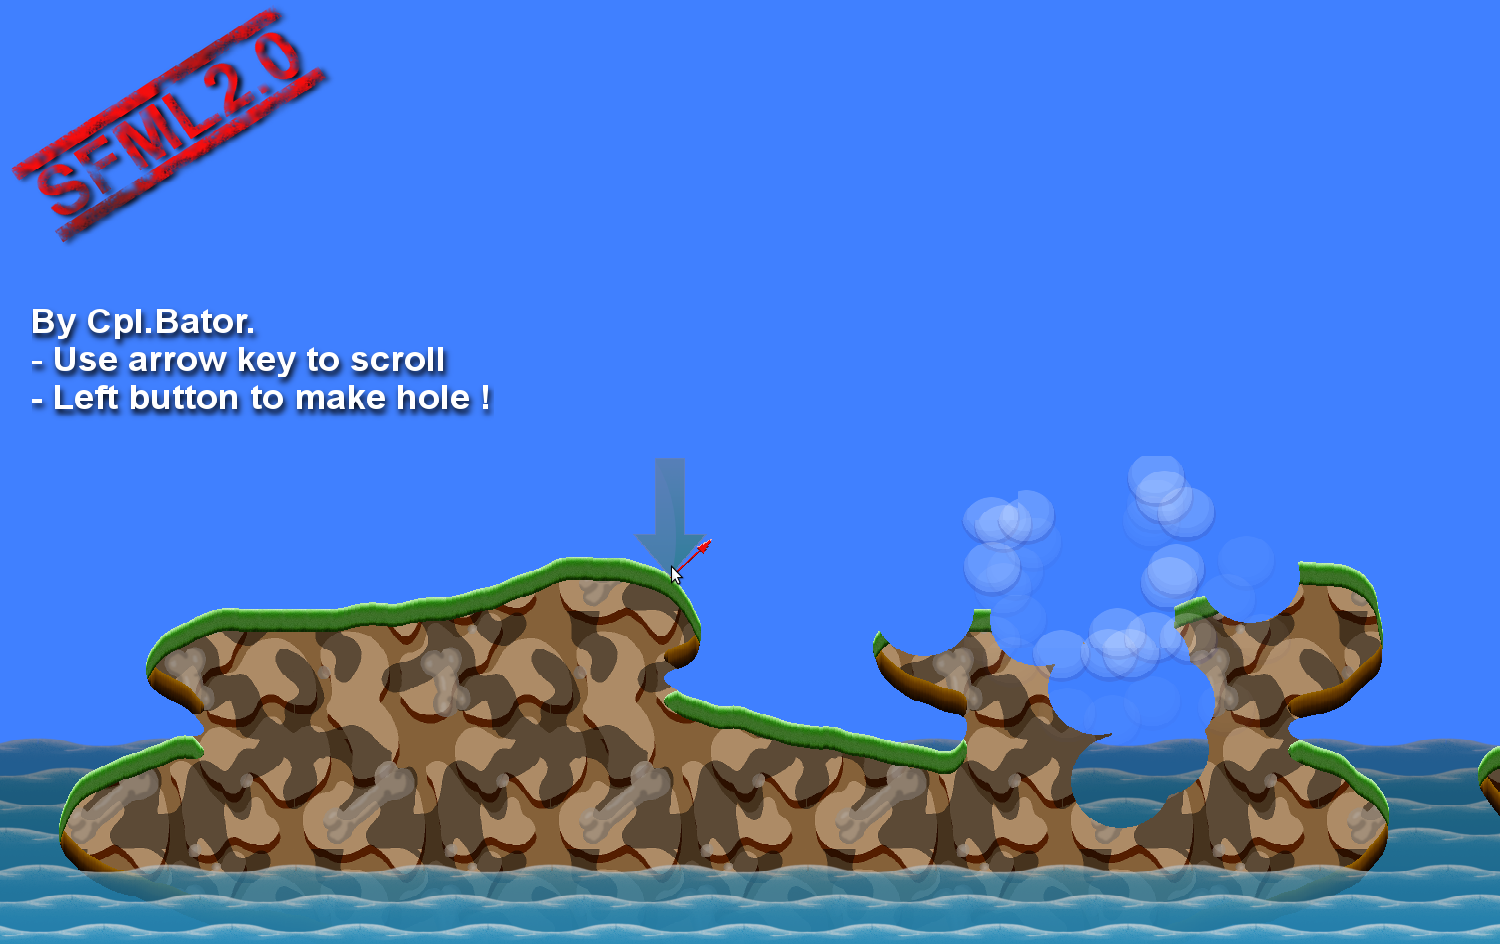 SFML2.0
By Cpl.Bator.
- Use arrow key to scroll
- Left button to make hole !